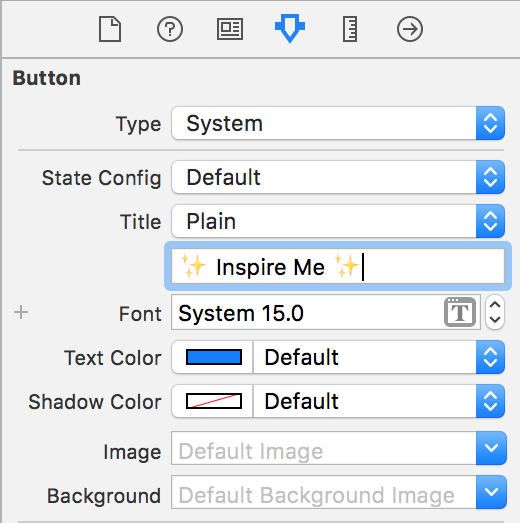 Button
Type System
State Config Default
Title Plain
✨ Inspire Me ✨
Font System 15.0 T
Text Color Default
Shadow Color Default
Image Default Image
Background Default Background Image